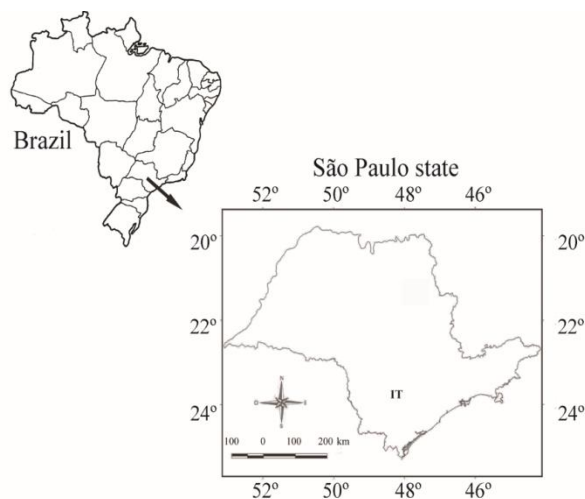 Brazil
São Paulo state
52º 50º 48º 46º
20º 20º
22º 22º
IT
24º 24º
N
S
100 0 100 200 km
52º 50º 48º 46º